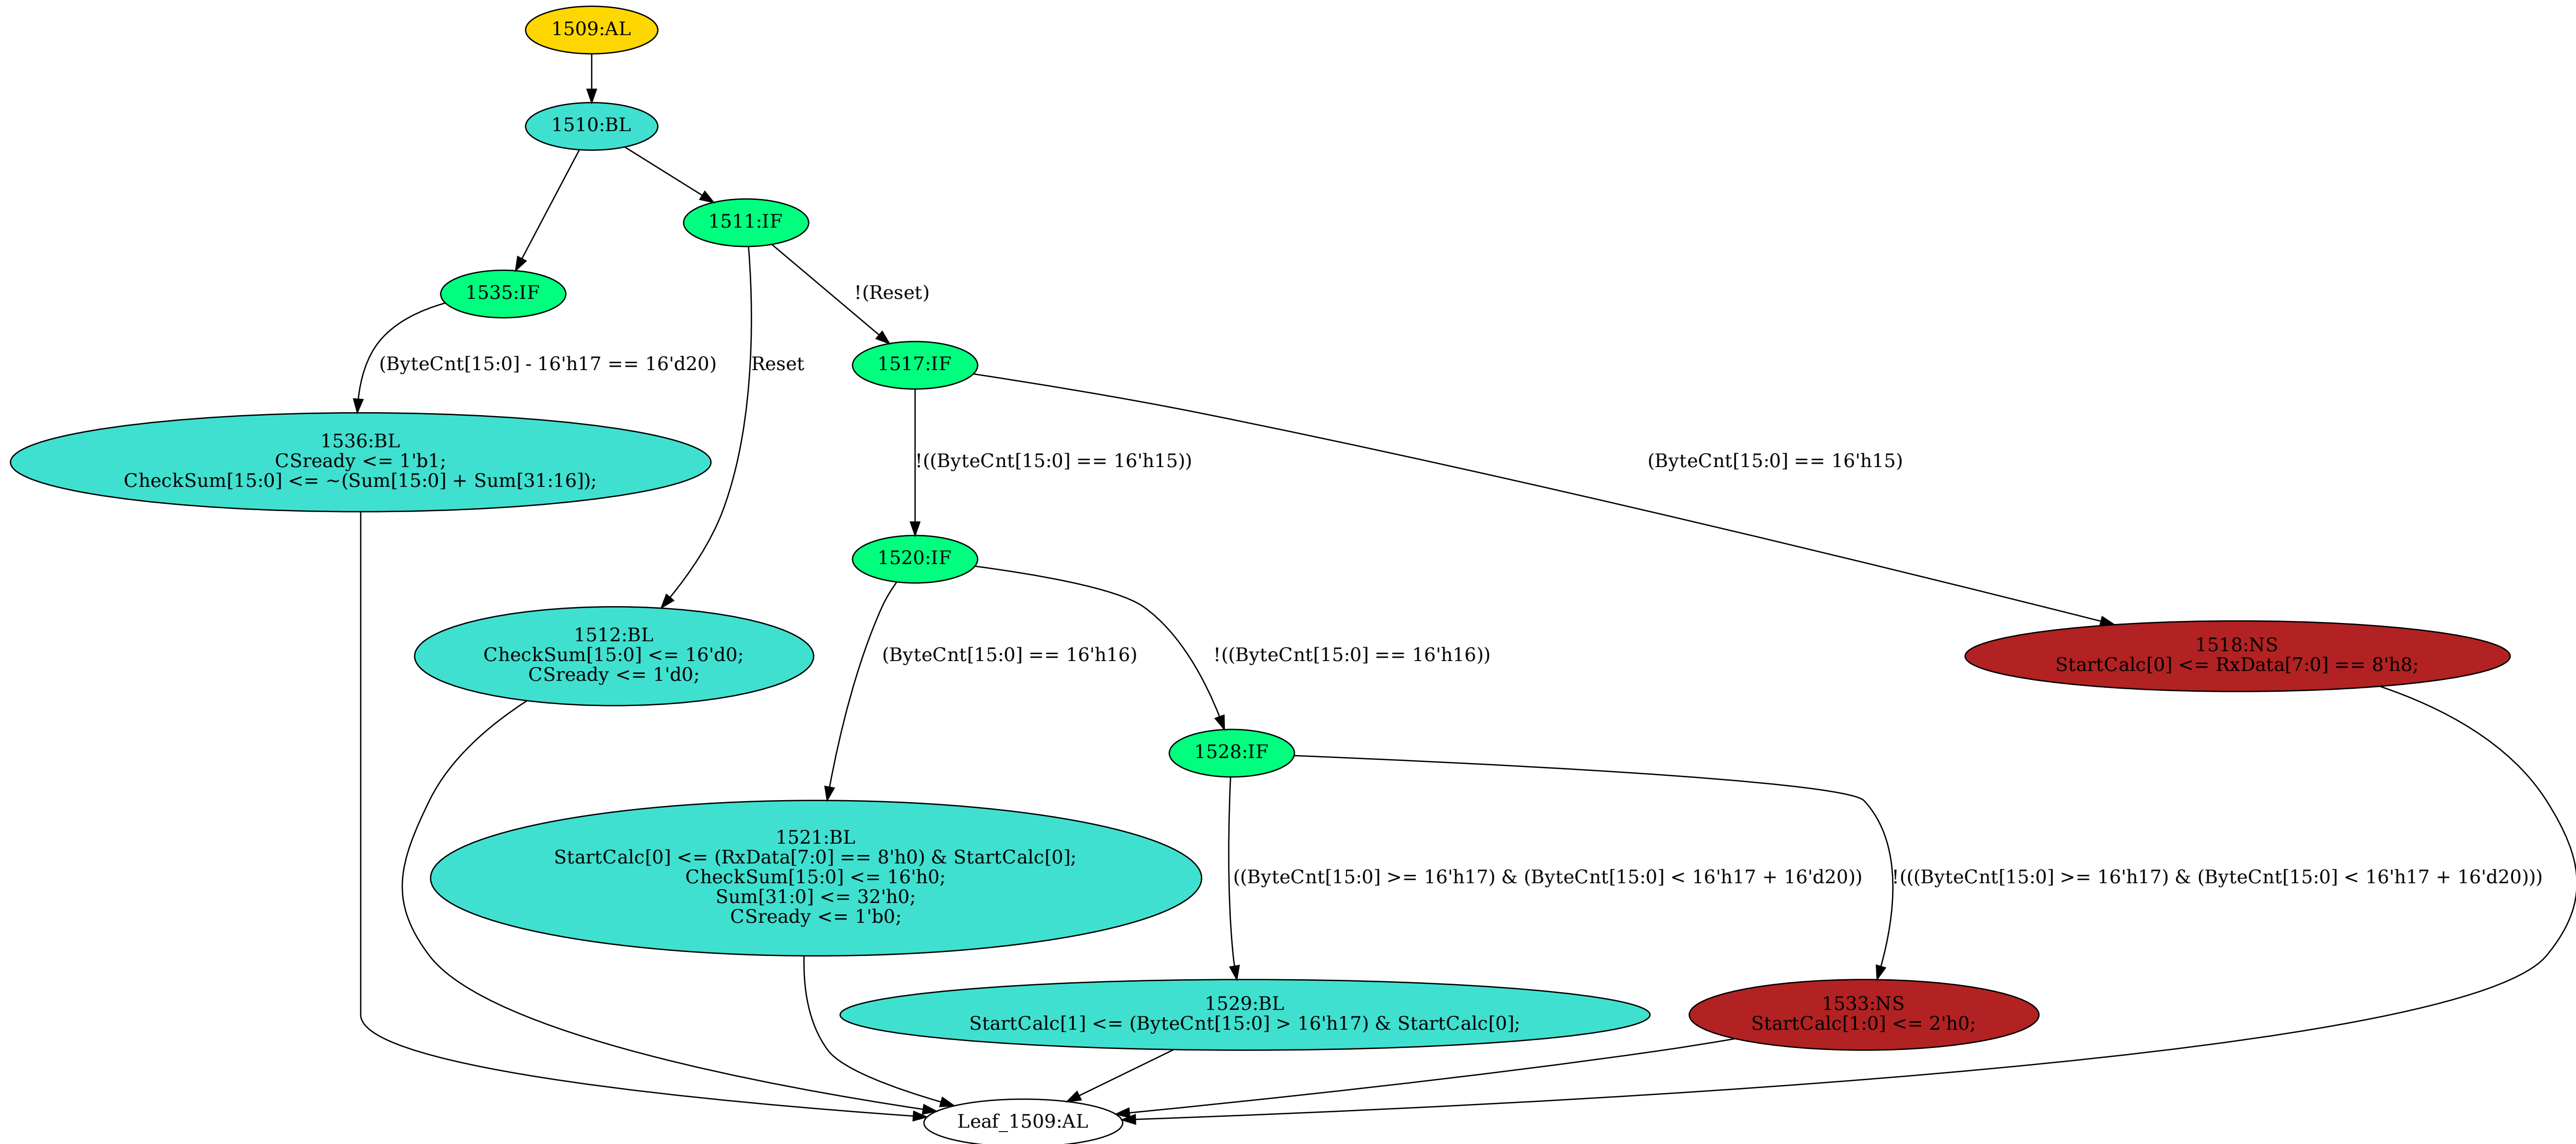 1509:AL
1510:BL
1511:IF
1535:IF
!(Reset)
(ByteCnt[15:0] - 16'h17 == 16'd20)
Reset
1517:IF
1536:BL
CSready <= 1'b1;
CheckSum[15:0] <= ~(Sum[15:0] + Sum[31:16]);
!((ByteCnt[15:0] == 16'h15))
(ByteCnt[15:0] == 16'h15)
1520:IF
1512:BL
CheckSum[15:0] <= 16'd0;
CSready <= 1'd0;
(ByteCnt[15:0] == 16'h16)
!((ByteCnt[15:0] == 16'h16))
1518:NS
StartCalc[0] <= RxData[7:0] == 8'h8;
1528:IF
1521:BL
StartCalc[0] <= (RxData[7:0] == 8'h0) & StartCalc[0];
CheckSum[15:0] <= 16'h0;
Sum[31:0] <= 32'h0;
CSready <= 1'b0;
((ByteCnt[15:0] >= 16'h17) & (ByteCnt[15:0] < 16'h17 + 16'd20))
!(((ByteCnt[15:0] >= 16'h17) & (ByteCnt[15:0] < 16'h17 + 16'd20)))
1529:BL
StartCalc[1] <= (ByteCnt[15:0] > 16'h17) & StartCalc[0];
1533:NS
StartCalc[1:0] <= 2'h0;
Leaf_1509:AL